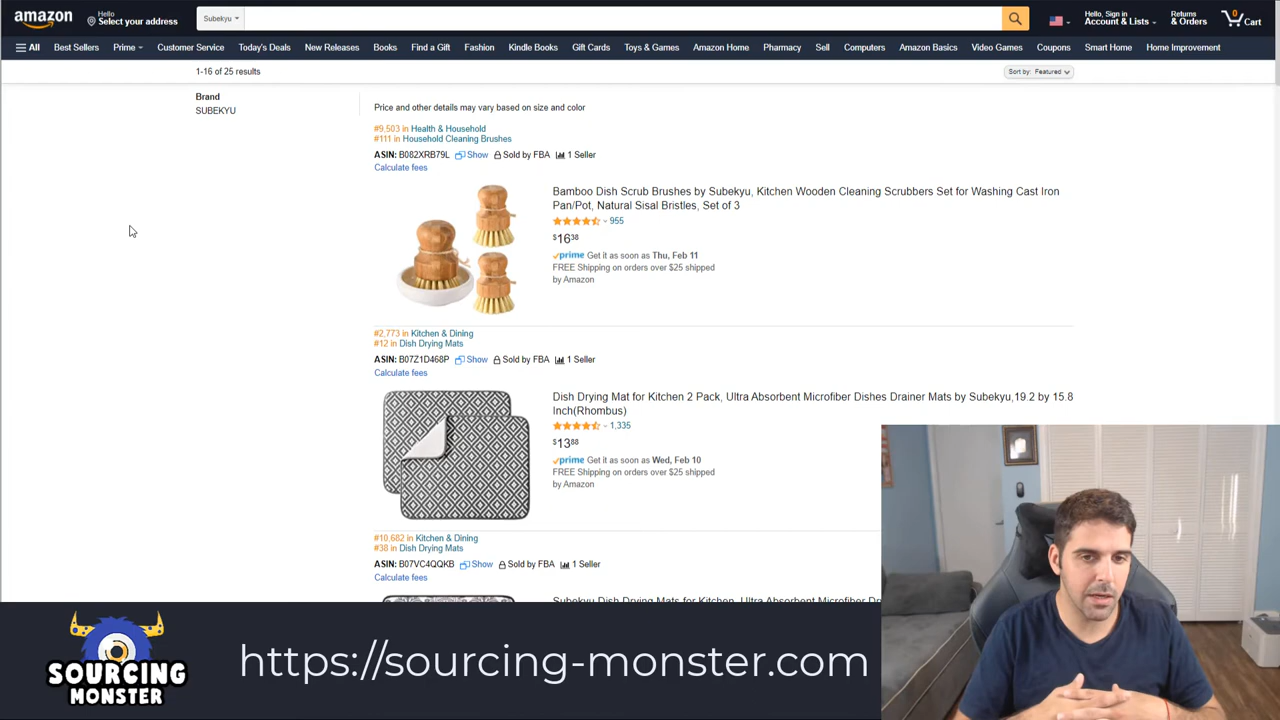 amazon
Hello
Select your address
Subekyu
Hello, Sign in
Account & Lists
Returns
& Orders
0
Cart
All
Best Sellers
Prime
Customer Service
Today's Deals
New Releases
Books
Find a Gift
Fashion
Kindle Books
Gift Cards
Toys & Games
Amazon Home
Pharmacy
Sell
Computers
Amazon Basics
Video Games
Coupons
Smart Home
Home Improvement
1-16 of 25 results
Sort by: Featured
Brand
SUBEKYU
Price and other details may vary based on size and color
#9,503 in Health & Household
#111 in Household Cleaning Brushes
ASIN: B082XRB79L Show Sold by FBA 1 Seller
Calculate fees
Bamboo Dish Scrub Brushes by Subekyu, Kitchen Wooden Cleaning Scrubbers Set for Washing Cast Iron
Pan/Pot, Natural Sisal Bristles, Set of 3
955
$16.38
prime Get it as soon as Thu, Feb 11
FREE Shipping on orders over $25 shipped
by Amazon
#2,773 in Kitchen & Dining
#12 in Dish Drying Mats
ASIN: B07Z1D468P Show Sold by FBA 1 Seller
Calculate fees
Dish Drying Mat for Kitchen 2 Pack, Ultra Absorbent Microfiber Dishes Drainer Mats by Subekyu,19.2 by 15.8
Inch(Rhombus)
1,335
$13.88
prime Get it as soon as Wed, Feb 10
FREE Shipping on orders over $25 shipped
by Amazon
#10,682 in Kitchen & Dining
#38 in Dish Drying Mats
ASIN: B07VC4QQKB Show Sold by FBA 1 Seller
Calculate fees
Subekyu Dish Drying Mats for Kitchen, Ultra Absorbent Microfiber
SOURCING
MONSTER
https://sourcing-monster.com